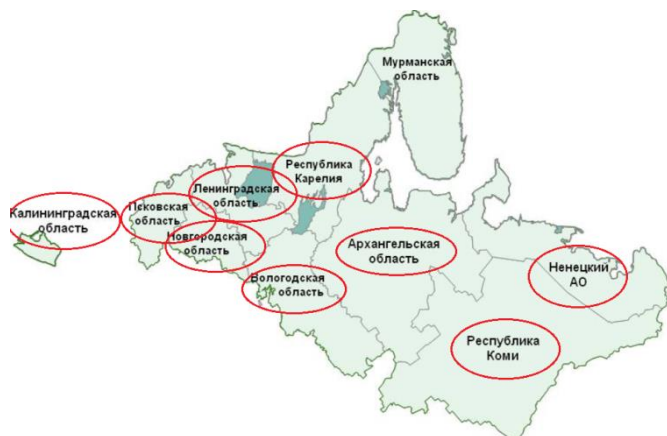 Мурманская
область
Республика
Карелия
Ленинградская
область
Псковская
область
Калининградская
область
Новгородская
область
Архангельская
область
Вологодская
область
Ненецкий
АО
Республика
Коми